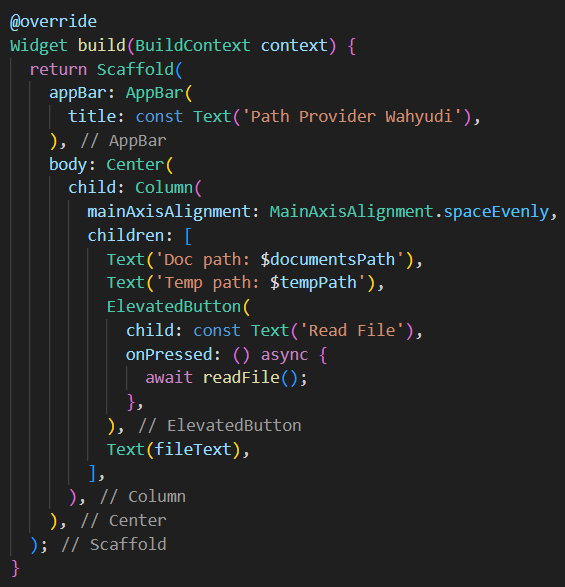 @override
Widget build(BuildContext context) {
  return Scaffold(
    appBar: AppBar(
      title: const Text('Path Provider Wahyudi'),
    ), // AppBar
    body: Center(
      child: Column(
        mainAxisAlignment: MainAxisAlignment.spaceEvenly,
        children: [
          Text('Doc path: $documentsPath'),
          Text('Temp path: $tempPath'),
          ElevatedButton(
            child: const Text('Read File'),
            onPressed: () async {
              await readFile();
            },
          ), // ElevatedButton
          Text(fileText),
        ],
      ), // Column
    ), // Center
  ); // Scaffold
}